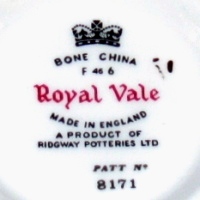 BONE CHINA
F 46 6
Royal Vale
MADE IN ENGLAND
A PRODUCT OF
RIDGWAY POTTERIES LTD
PATT Nº
8171